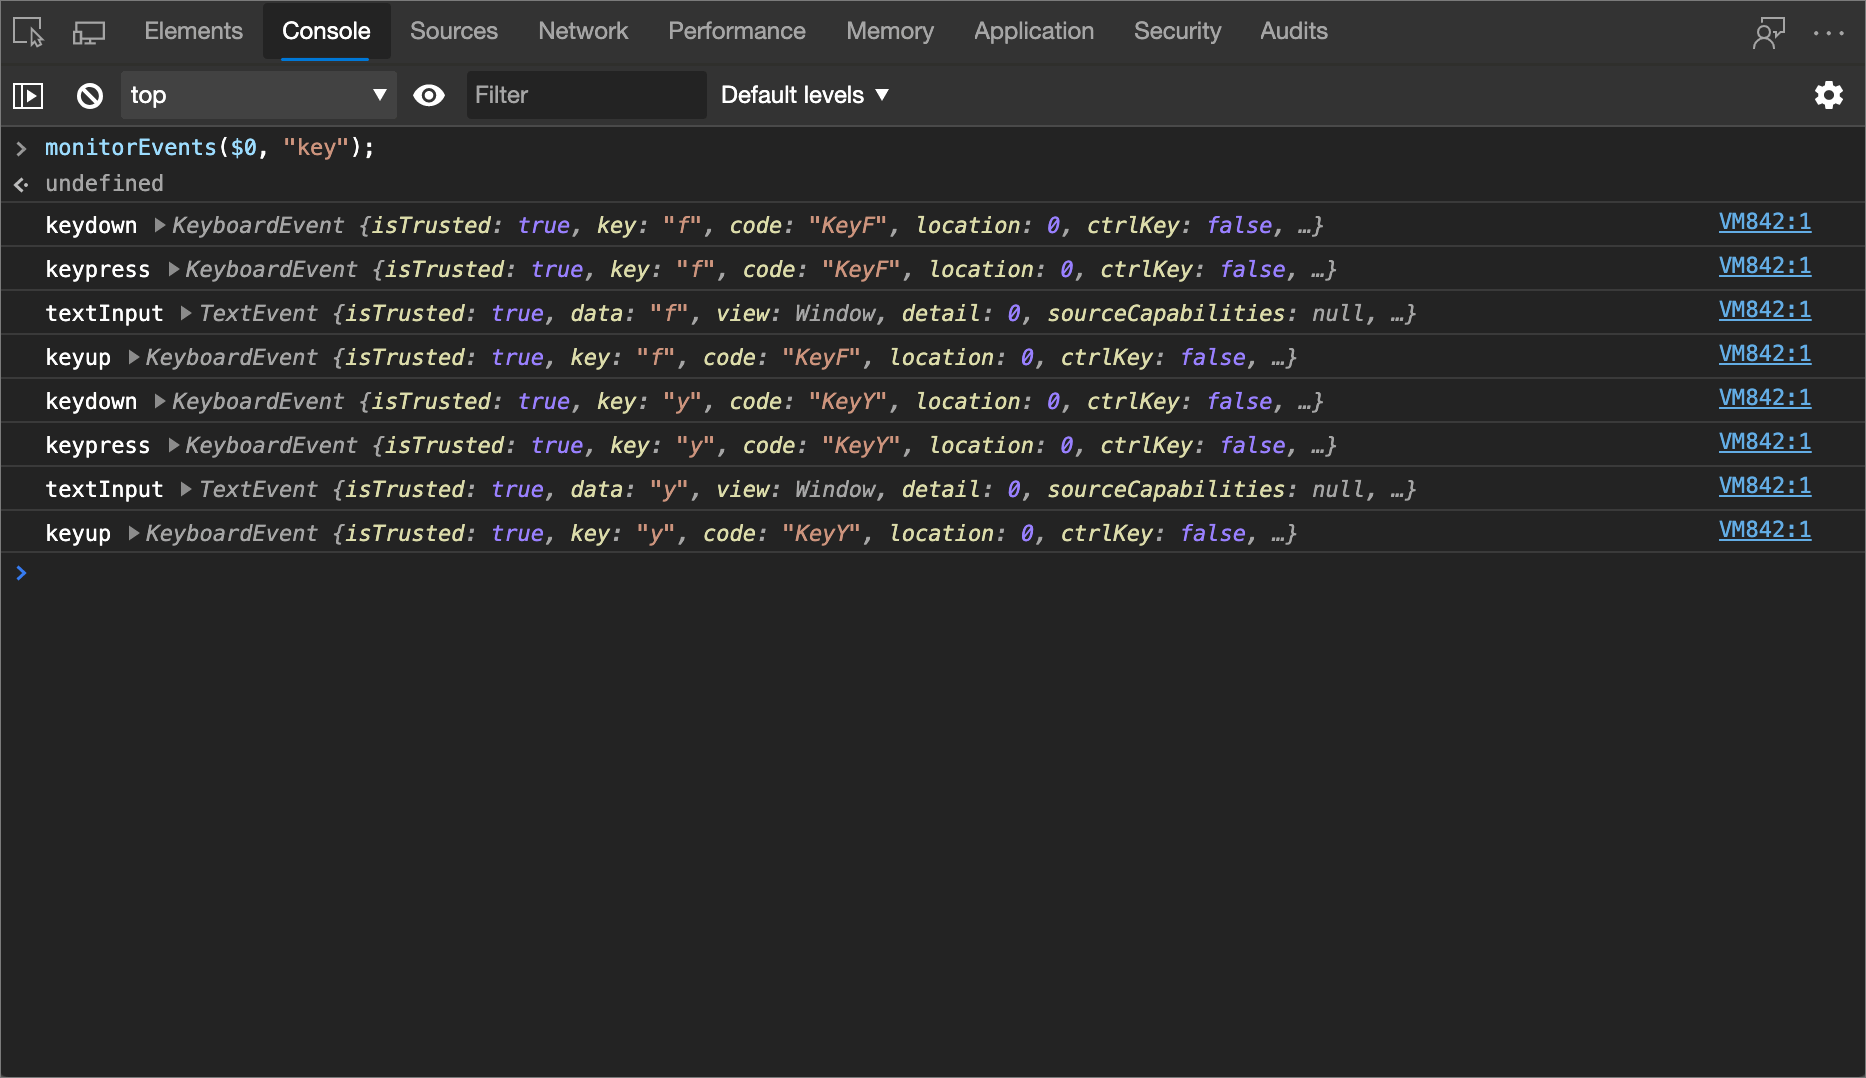 Elements Console Sources Network Performance Memory Application Security Audits
top Filter Default levels
monitorEvents($0, "key");
undefined
keydown KeyboardEvent {isTrusted: true, key: "f", code: "KeyF", location: 0, ctrlKey: false, …} VM842:1
keypress KeyboardEvent {isTrusted: true, key: "f", code: "KeyF", location: 0, ctrlKey: false, …} VM842:1
textInput TextEvent {isTrusted: true, data: "f", view: Window, detail: 0, sourceCapabilities: null, …} VM842:1
keyup KeyboardEvent {isTrusted: true, key: "f", code: "KeyF", location: 0, ctrlKey: false, …} VM842:1
keydown KeyboardEvent {isTrusted: true, key: "y", code: "KeyY", location: 0, ctrlKey: false, …} VM842:1
keypress KeyboardEvent {isTrusted: true, key: "y", code: "KeyY", location: 0, ctrlKey: false, …} VM842:1
textInput TextEvent {isTrusted: true, data: "y", view: Window, detail: 0, sourceCapabilities: null, …} VM842:1
keyup KeyboardEvent {isTrusted: true, key: "y", code: "KeyY", location: 0, ctrlKey: false, …} VM842:1